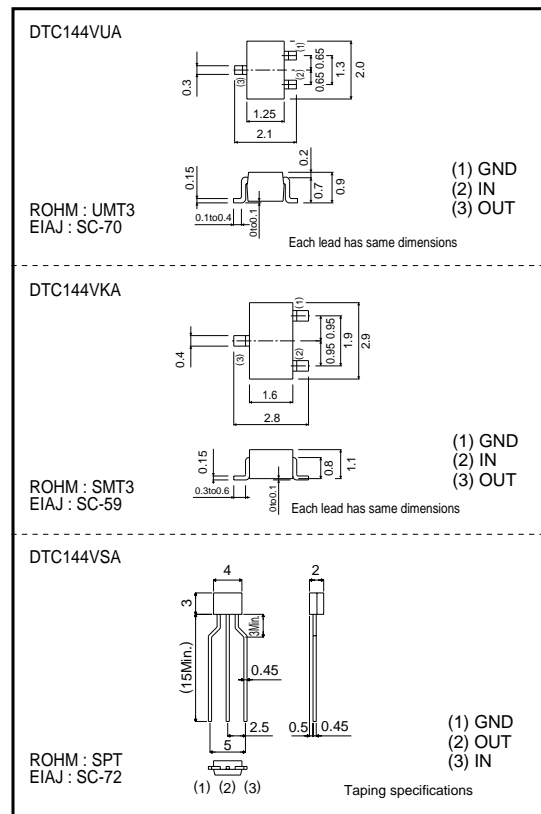 DTC144VUA
0.3
(3)
(1)
(2)
0.65 0.65
1.3
2.0
1.25
2.1
0.15
0.1to0.4
0to0.1
0.2
0.7
0.9
(1) GND
(2) IN
(3) OUT
ROHM : UMT3
EIAJ : SC-70
Each lead has same dimensions
DTC144VKA
0.4
(3)
(1)
(2)
0.95 0.95
1.9
2.9
1.6
2.8
0.15
0.3to0.6
0to0.1
0.8
1.1
(1) GND
(2) IN
(3) OUT
ROHM : SMT3
EIAJ : SC-59
Each lead has same dimensions
DTC144VSA
4
2
3
3Min.
(15Min.)
0.45
2.5
5
0.5
0.45
(1) GND
(2) OUT
(3) IN
ROHM : SPT
EIAJ : SC-72
(1) (2) (3)
Taping specifications